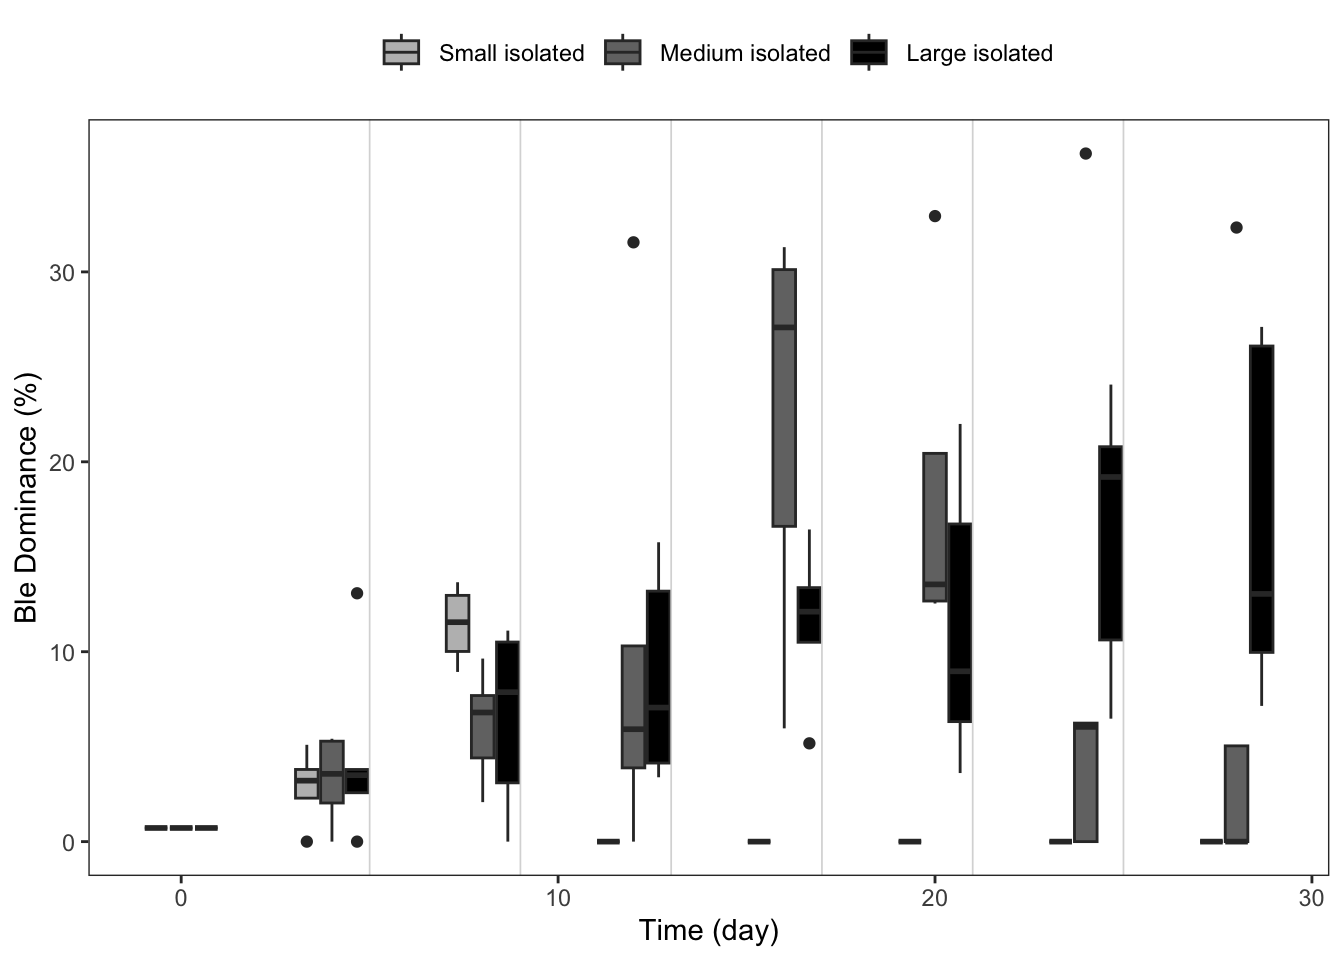 Small isolated Medium isolated Large isolated
Ble Dominance (%)
30
20
10
0
0 10 20 30
Time (day)